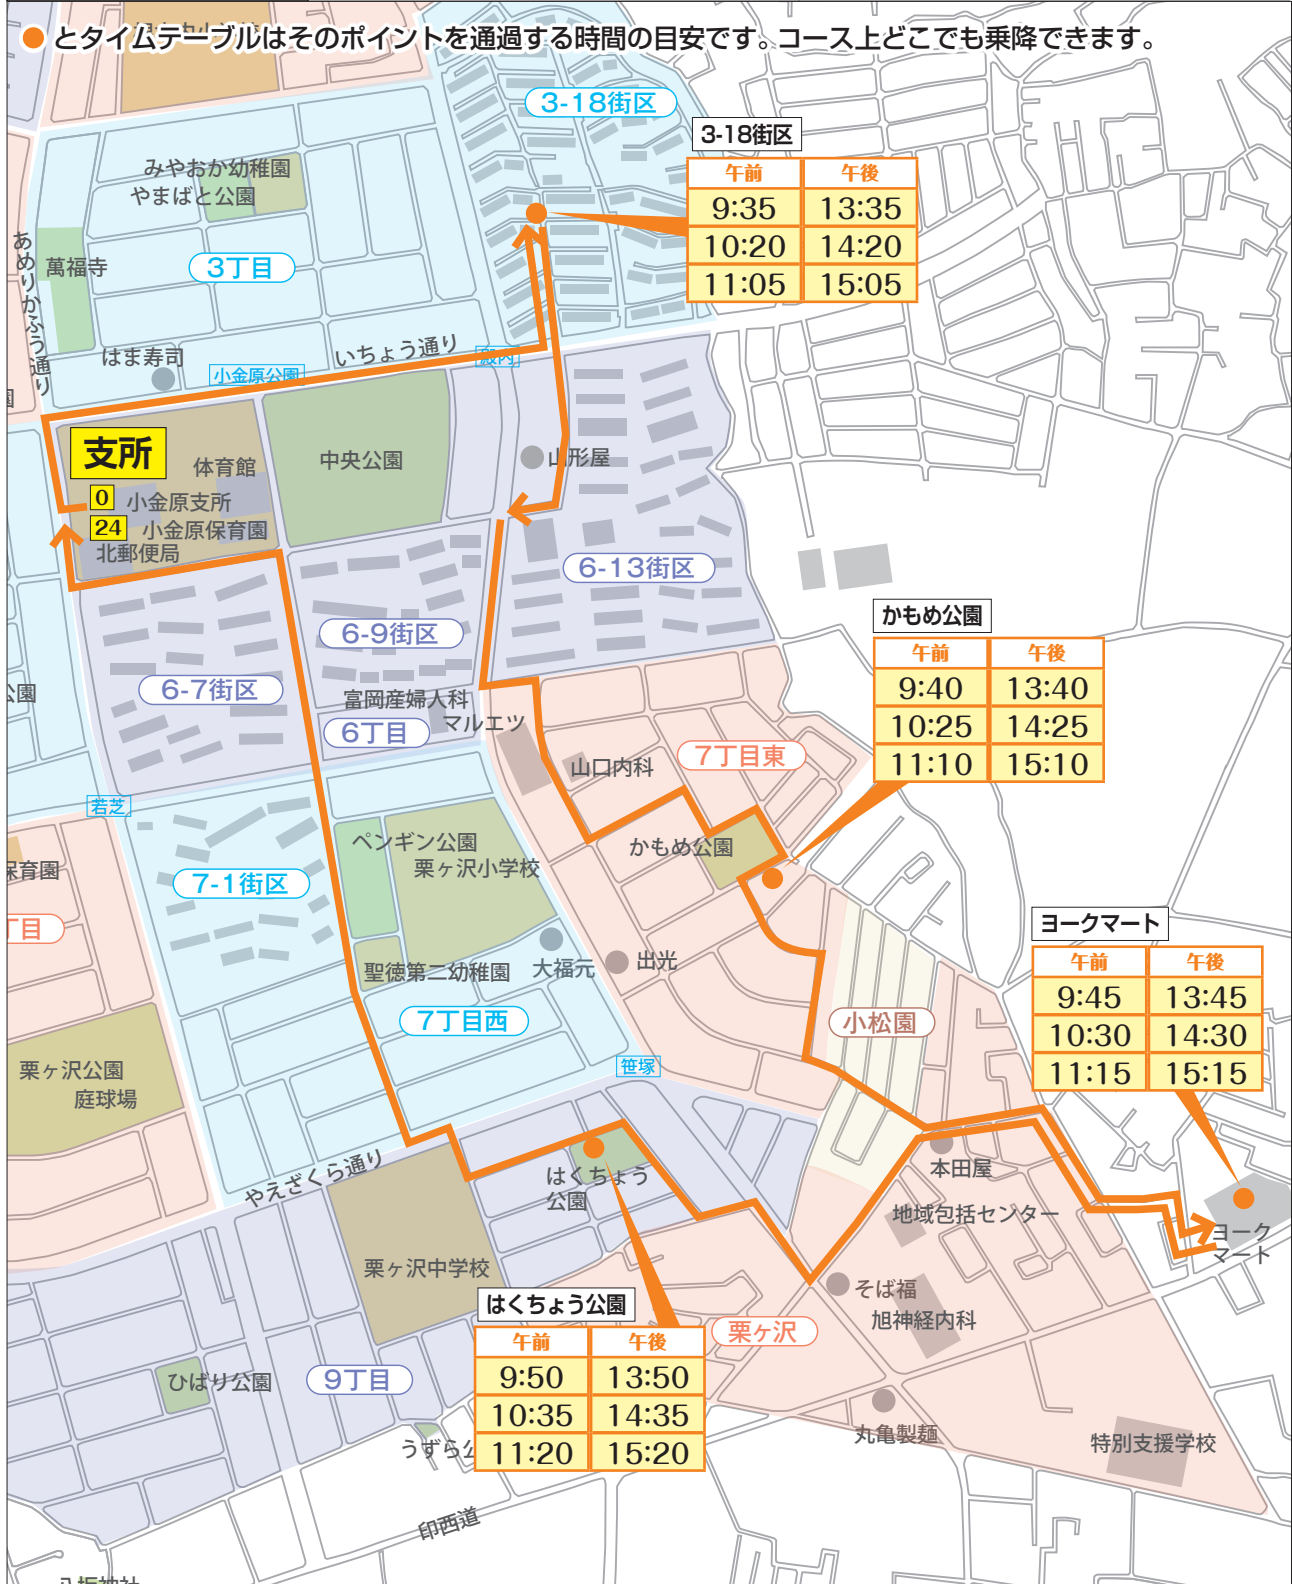 ●とタイムテーブルはそのポイントを通過する時間の目安です。コース上どこでも乗降できます。
3-18街区
3-18街区
午前 午後
9:35 13:35
10:20 14:20
11:05 15:05
みやおか幼稚園
やまばと公園
あめりかふう通り
萬福寺
3丁目
はま寿司
いちょう通り
殿内
小金原公園
支所
体育館
中央公園
山形屋
0 小金原支所
24 小金原保育園
北郵便局
6-13街区
かもめ公園
午前 午後
9:40 13:40
10:25 14:25
11:10 15:10
6-9街区
6-7街区
公園
富岡産婦人科
6丁目
マルエツ
山口内科
7丁目東
若芝
ペンギン公園
栗ヶ沢小学校
かもめ公園
保育園
7-1街区
丁目
ヨークマート
午前 午後
9:45 13:45
10:30 14:30
11:15 15:15
聖徳第二幼稚園
大福元
出光
7丁目西
小松園
笹塚
栗ヶ沢公園
庭球場
やえざくら通り
はくちょう
公園
本田屋
地域包括センター
ヨーク
マート
栗ヶ沢中学校
そば福
旭神経内科
はくちょう公園
午前 午後
9:50 13:50
10:35 14:35
11:20 15:20
栗ヶ沢
ひばり公園
9丁目
うずら公
丸亀製麺
特別支援学校
印西道